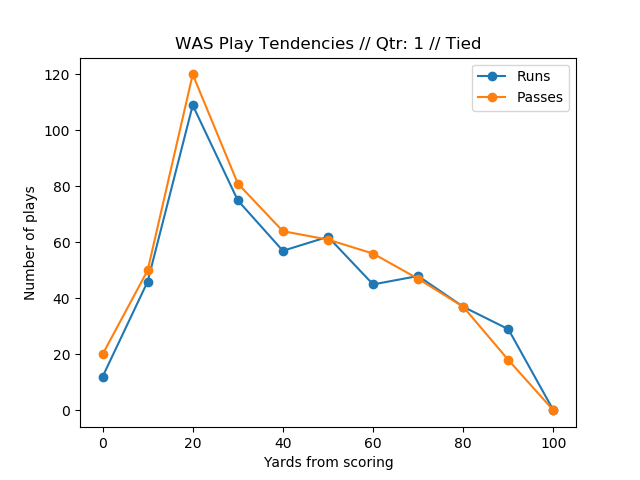 WAS Play Tendencies // Qtr: 1 // Tied
Runs
Passes
120
100
80
60
40
20
0
Number of plays
0 20 40 60 80 100
Yards from scoring